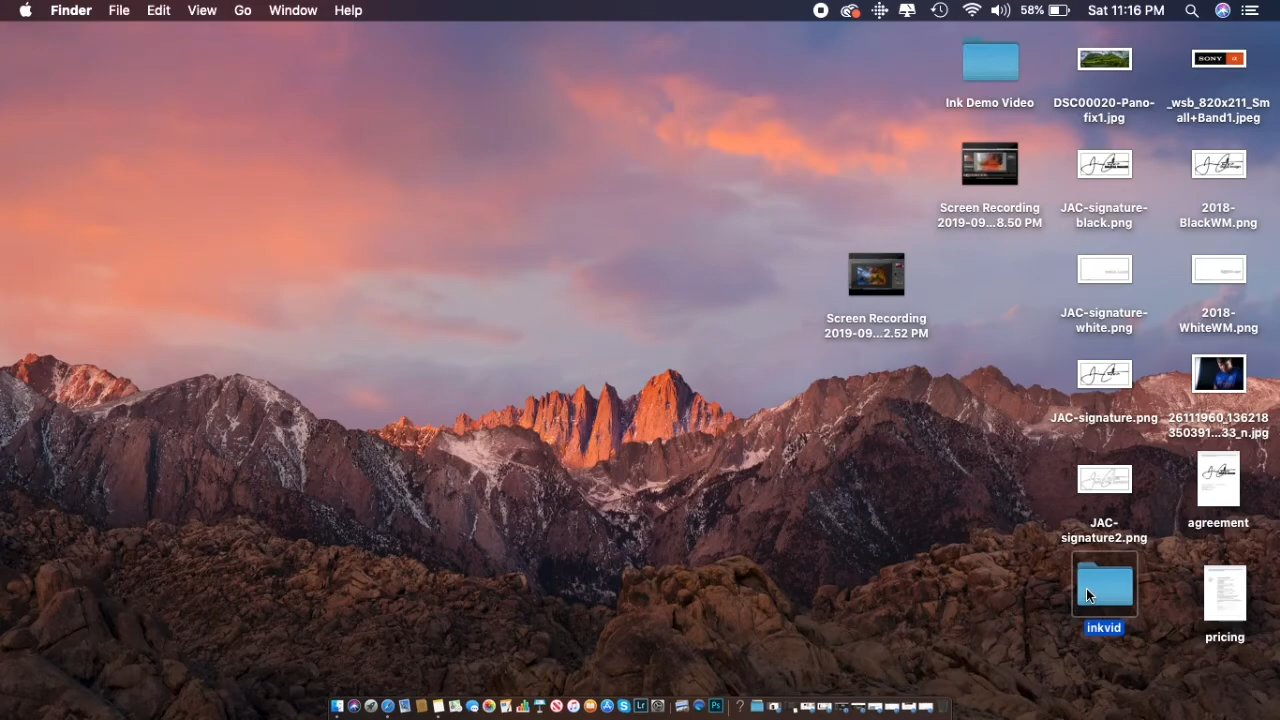 Finder File Edit View Go Window Help
58% Sat 11:16 PM
Ink Demo Video
DSC00020-Pano-
fix1.jpg
SONY α
_wsb_820x211_Sm
all+Band1.jpeg
Screen Recording
2019-09...8.50 PM
JAC-signature-
black.png
2018-
BlackWM.png
Screen Recording
2019-09...2.52 PM
JAC-signature-
white.png
2018-
WhiteWM.png
JAC-signature.png
26111960_136218
350391...33_n.jpg
JAC-
signature2.png
agreement
inkvid
pricing
Lr
Ps